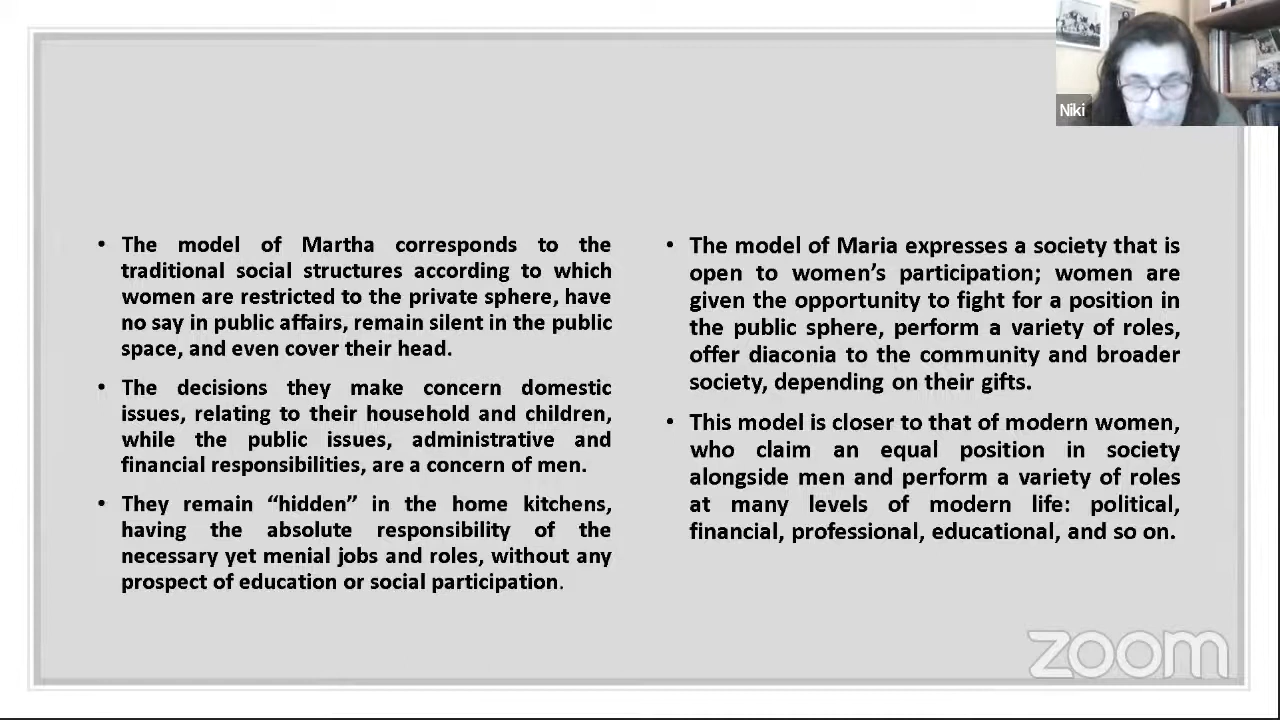 Niki
• The model of Martha corresponds to the
traditional social structures according to which
women are restricted to the private sphere, have
no say in public affairs, remain silent in the public
space, and even cover their head.
• The decisions they make concern domestic
issues, relating to their household and children,
while the public issues, administrative and
financial responsibilities, are a concern of men.
• They remain “hidden” in the home kitchens,
having the absolute responsibility of the
necessary yet menial jobs and roles, without any
prospect of education or social participation.
• The model of Maria expresses a society that is
open to women’s participation; women are
given the opportunity to fight for a position in
the public sphere, perform a variety of roles,
offer diaconia to the community and broader
society, depending on their gifts.
• This model is closer to that of modern women,
who claim an equal position in society
alongside men and perform a variety of roles
at many levels of modern life: political,
financial, professional, educational, and so on.
zoom